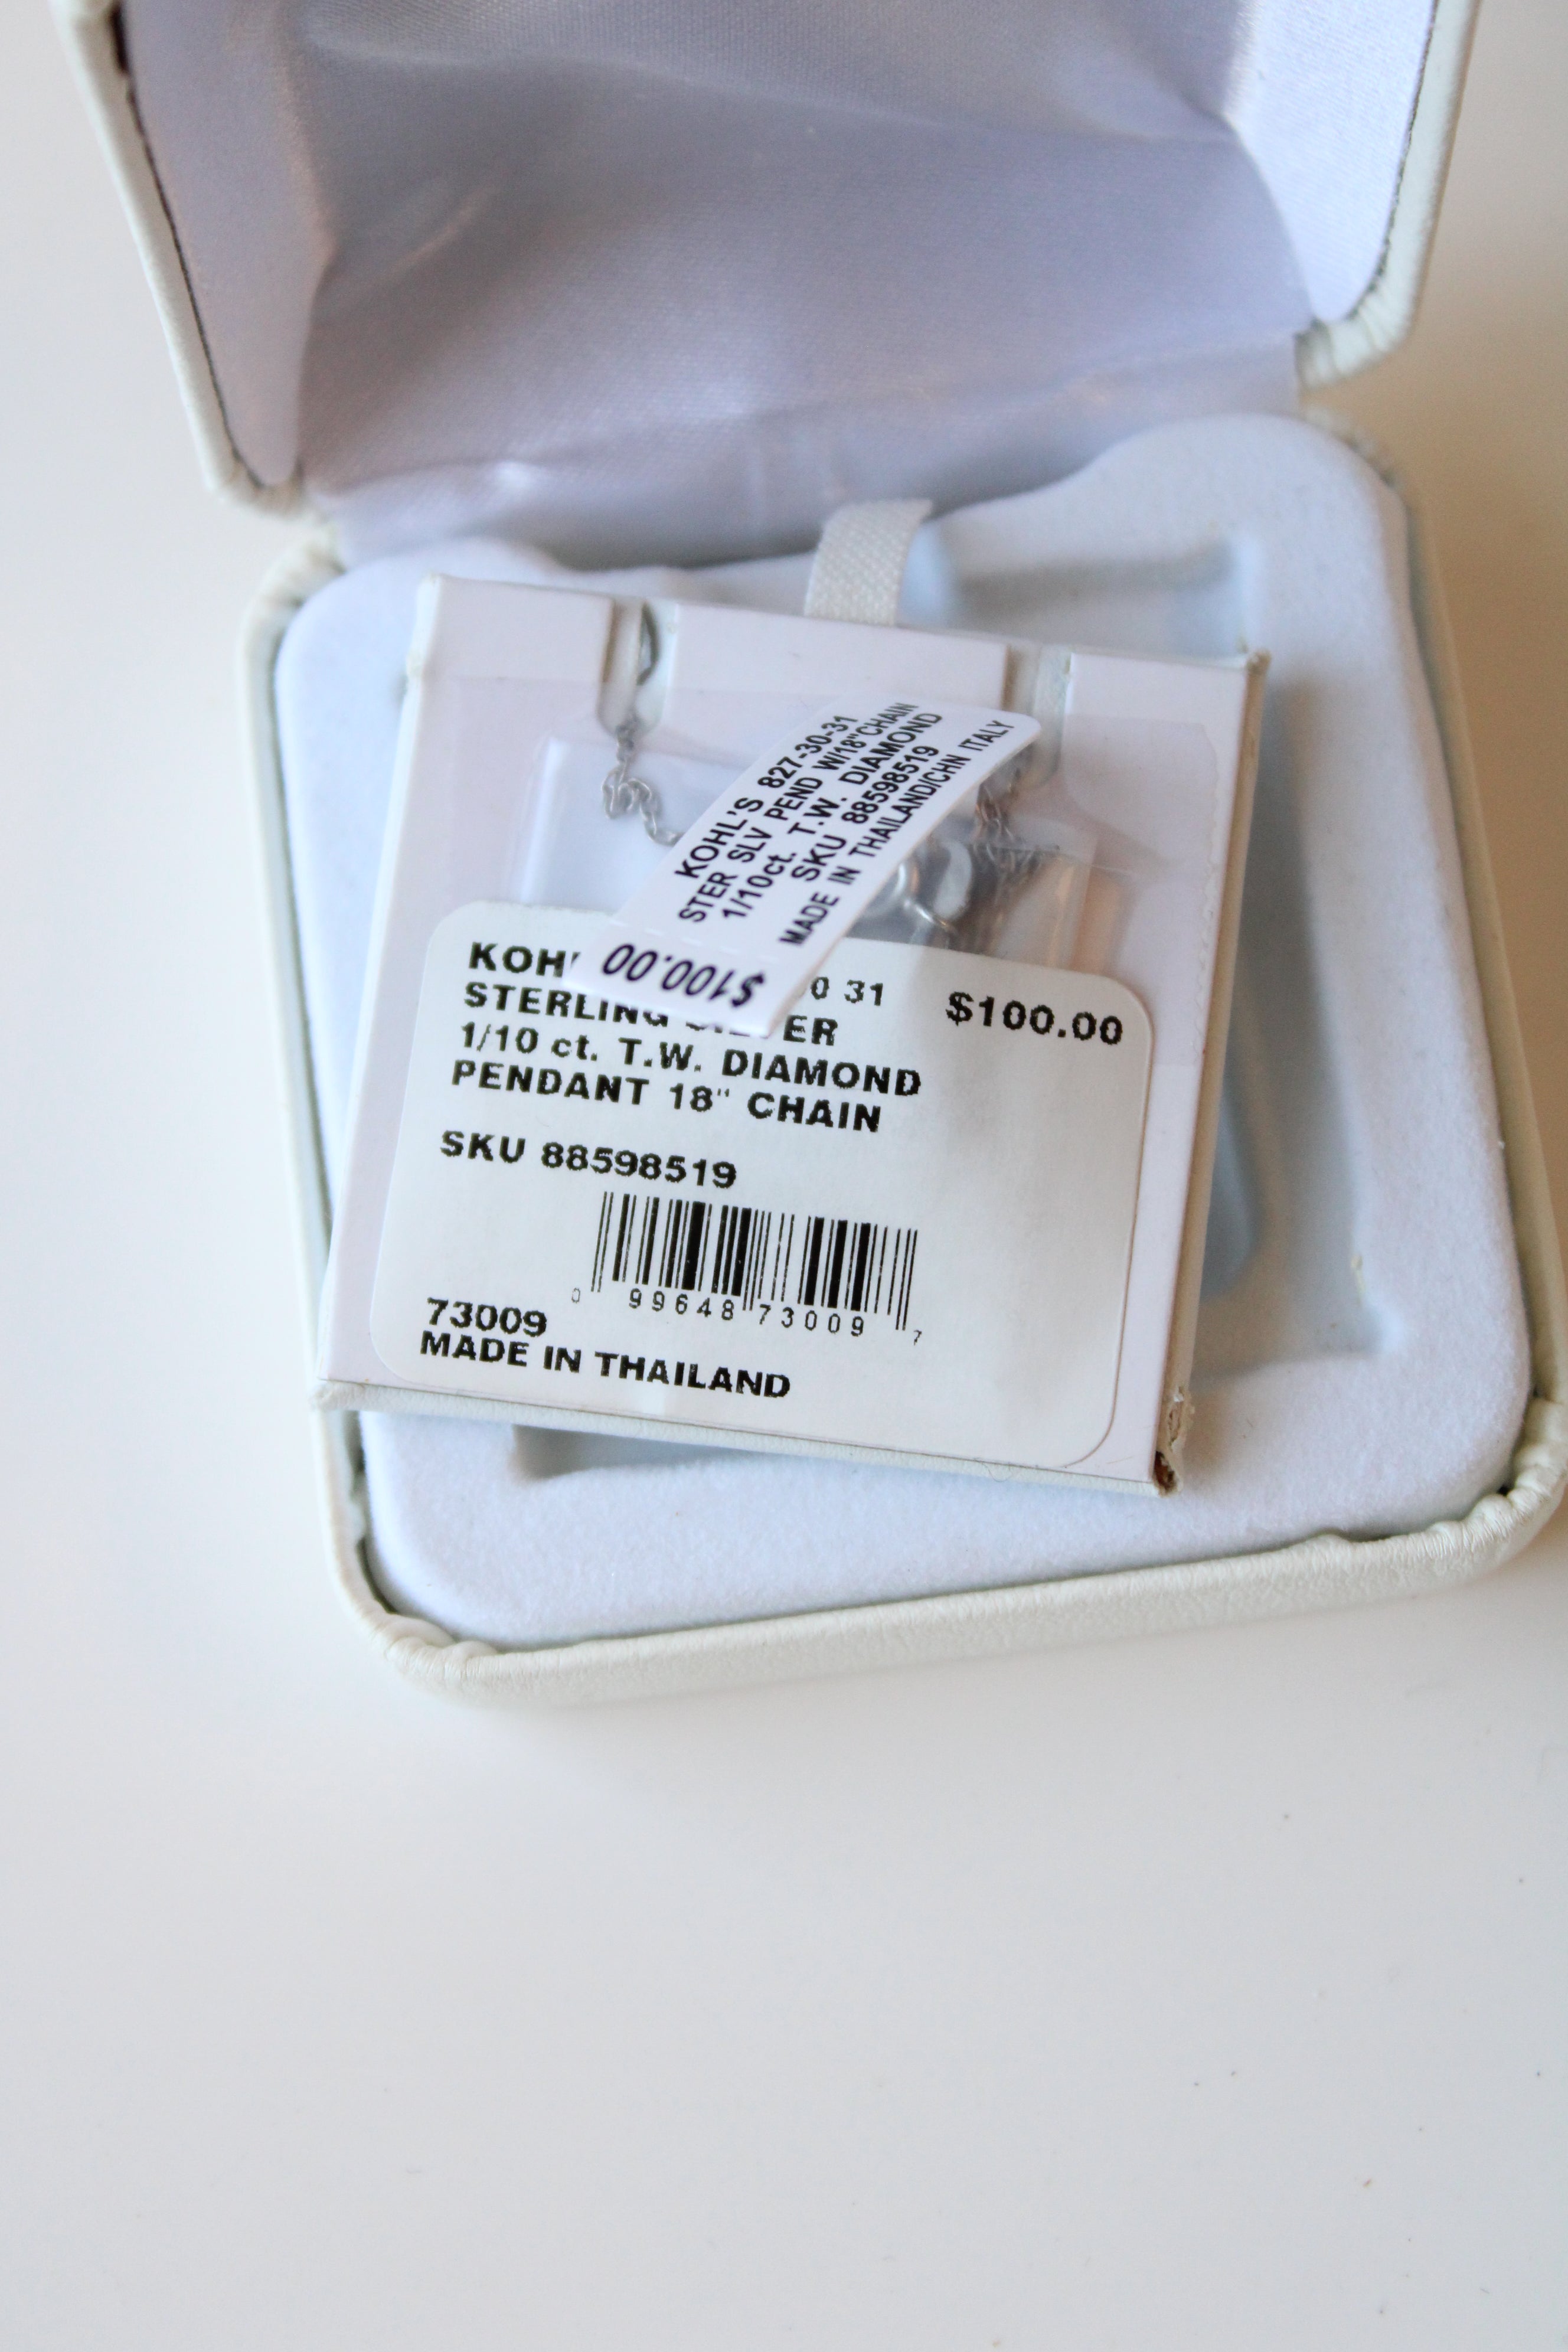 KOHL'S 827-30-31
STER SLV PEND W/18"CHAIN
1/10ct. T.W. DIAMOND
SKU 88598519
MADE IN THAILAND/CHN ITALY
$100.00
KOH 0 31 $100.00
STERLING SILVER
1/10 ct. T.W. DIAMOND
PENDANT 18" CHAIN
SKU 88598519
0 99648 73009 7
73009
MADE IN THAILAND